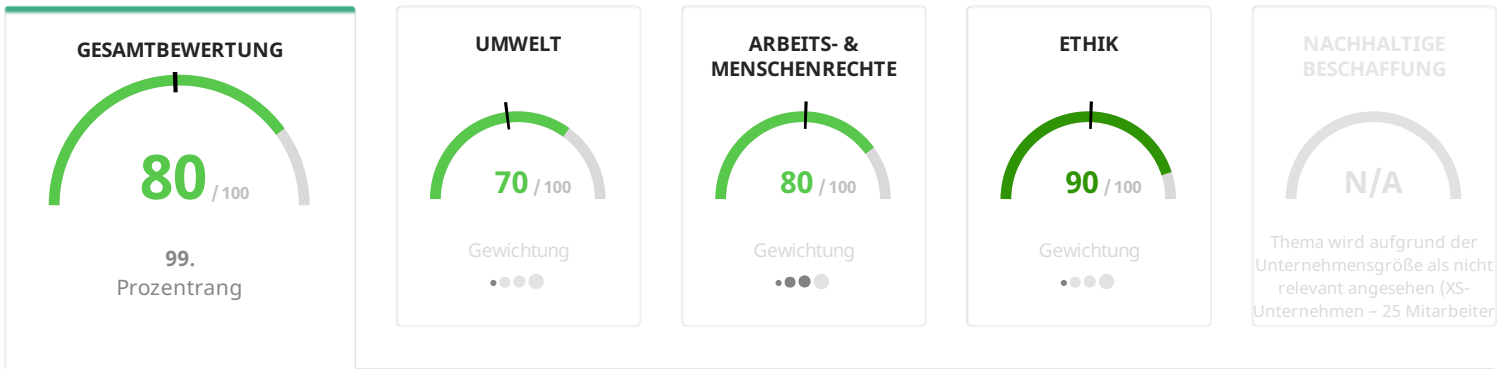 GESAMTBEWERTUNG
80 / 100
99.
Prozentrang
UMWELT
70 / 100
Gewichtung
ARBEITS- &
MENSCHENRECHTE
80 / 100
Gewichtung
ETHIK
90 / 100
Gewichtung
NACHHALTIGE
BESCHAFFUNG
N/A
Thema wird aufgrund der
Unternehmensgröße als nicht
relevant angesehen (XS-
Unternehmen – 25 Mitarbeiter